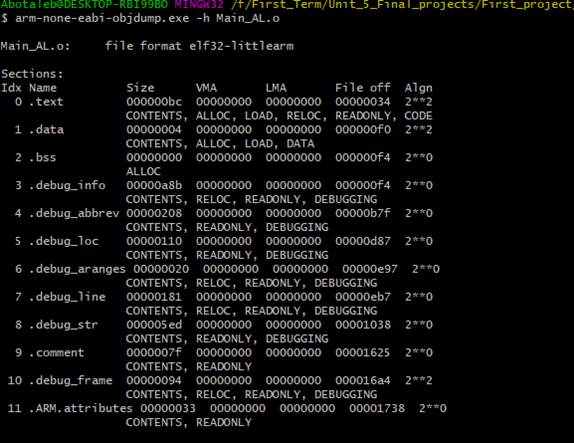 Abotaleb@DESKTOP-RBI99BO MINGW32 /f/First_Term/Unit_5_Final_projects/First_project/
$ arm-none-eabi-objdump.exe -h Main_AL.o

Main_AL.o:     file format elf32-littlearm

Sections:
Idx Name          Size      VMA       LMA       File off  Algn
  0 .text         000000bc  00000000  00000000  00000034  2**2
                  CONTENTS, ALLOC, LOAD, RELOC, READONLY, CODE
  1 .data         00000004  00000000  00000000  000000f0  2**2
                  CONTENTS, ALLOC, LOAD, DATA
  2 .bss          00000000  00000000  00000000  000000f4  2**0
                  ALLOC
  3 .debug_info   00000a8b  00000000  00000000  000000f4  2**0
                  CONTENTS, RELOC, READONLY, DEBUGGING
  4 .debug_abbrev 00000208  00000000  00000000  00000b7f  2**0
                  CONTENTS, READONLY, DEBUGGING
  5 .debug_loc    00000110  00000000  00000000  00000d87  2**0
                  CONTENTS, READONLY, DEBUGGING
  6 .debug_aranges 00000020  00000000  00000000  00000e97  2**0
                  CONTENTS, RELOC, READONLY, DEBUGGING
  7 .debug_line   00000181  00000000  00000000  00000eb7  2**0
                  CONTENTS, RELOC, READONLY, DEBUGGING
  8 .debug_str    000005ed  00000000  00000000  00001038  2**0
                  CONTENTS, READONLY, DEBUGGING
  9 .comment      0000007f  00000000  00000000  00001625  2**0
                  CONTENTS, READONLY
 10 .debug_frame  00000094  00000000  00000000  000016a4  2**2
                  CONTENTS, RELOC, READONLY, DEBUGGING
 11 .ARM.attributes 00000033  00000000  00000000  00001738  2**0
                  CONTENTS, READONLY